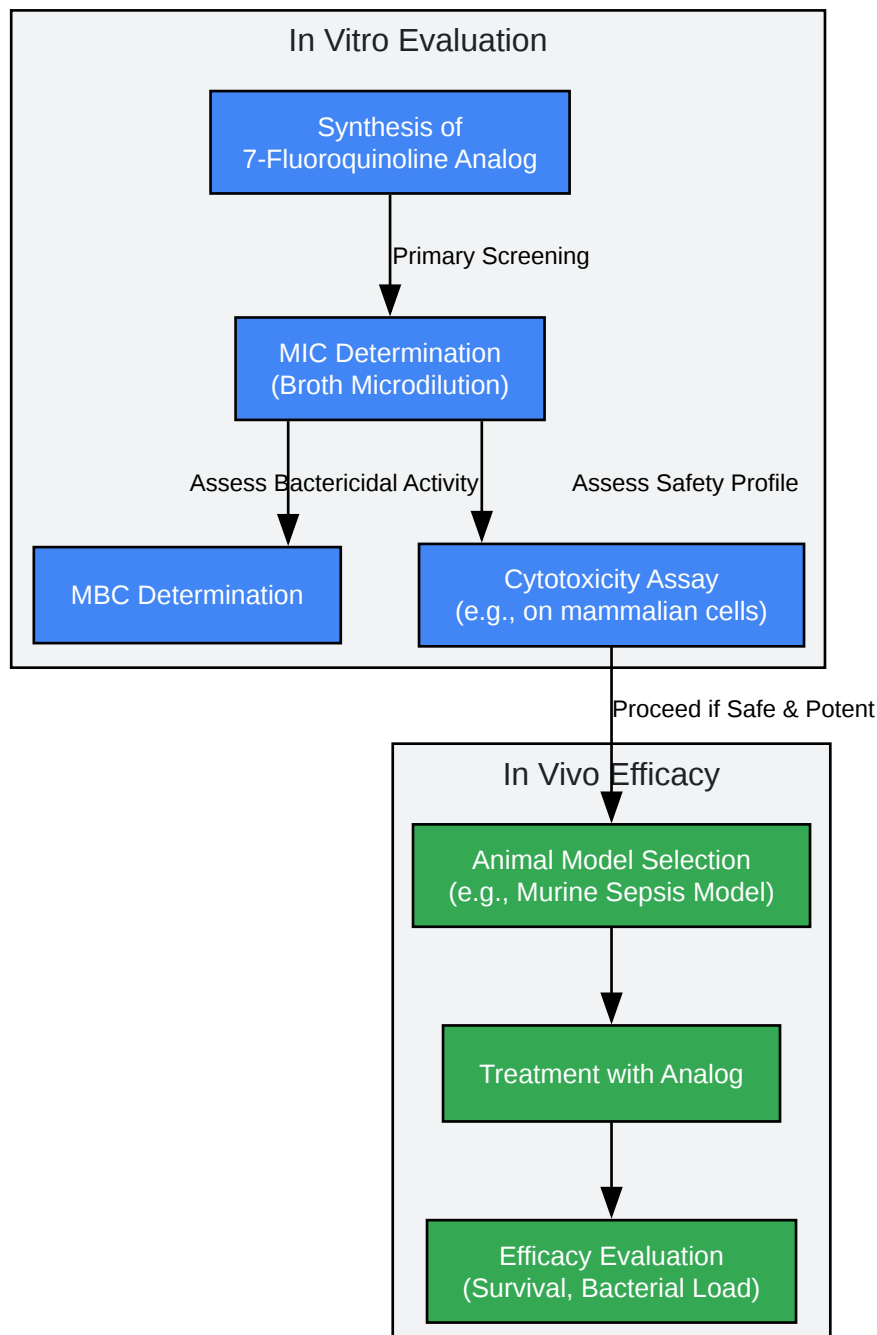 In Vitro Evaluation
Synthesis of
7-Fluoroquinoline Analog
Primary Screening
MIC Determination
(Broth Microdilution)
Assess Bactericidal Activity
Assess Safety Profile
MBC Determination
Cytotoxicity Assay
(e.g., on mammalian cells)
Proceed if Safe & Potent
In Vivo Efficacy
Animal Model Selection
(e.g., Murine Sepsis Model)
Treatment with Analog
Efficacy Evaluation
(Survival, Bacterial Load)